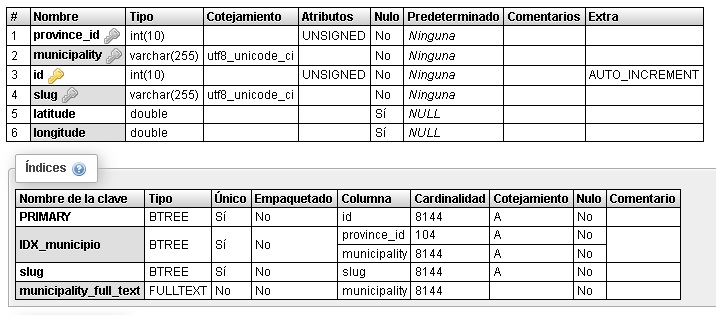 # Nombre Tipo Cotejamiento Atributos Nulo Predeterminado Comentarios Extra
1 province_id int(10) UNSIGNED No Ninguna
2 municipality varchar(255) utf8_unicode_ci No Ninguna
3 id int(10) UNSIGNED No Ninguna AUTO_INCREMENT
4 slug varchar(255) utf8_unicode_ci No Ninguna
5 latitude double Sí NULL
6 longitude double Sí NULL
Índices
Nombre de la clave Tipo Único Empaquetado Columna Cardinalidad Cotejamiento Nulo Comentario
PRIMARY BTREE Sí No id 8144 A No
IDX_municipio BTREE Sí No province_id 104 A No
municipality 8144 A No
slug BTREE Sí No slug 8144 A No
municipality_full_text FULLTEXT No No municipality 8144 No